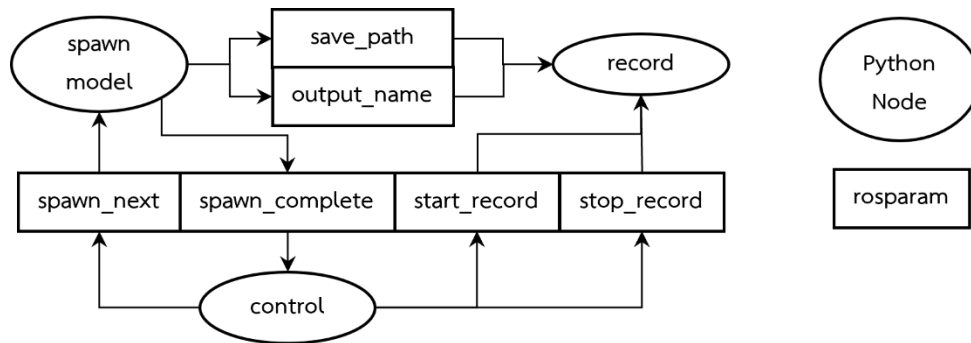 spawn
model
save_path
output_name
record
spawn_next
spawn_complete
start_record
stop_record
control
Python
Node
rosparam